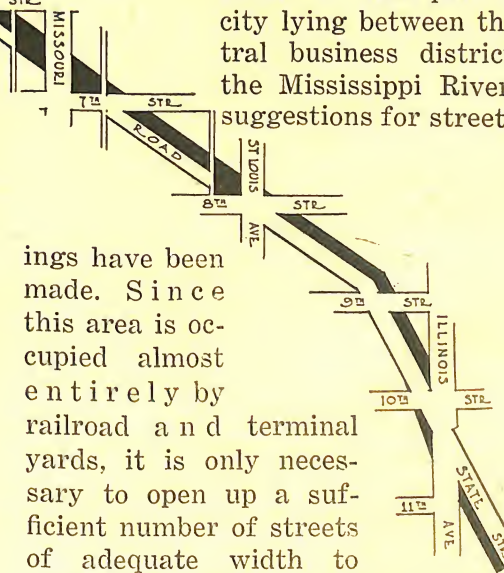 city lying between th
tral business distric
the Mississippi River
suggestions for street
ings have been
made. Since
this area is oc-
cupied almost
entirely by
railroad and terminal
yards, it is only neces-
sary to open up a suf-
ficient number of streets
of adequate width to
STR
MISSOURI
7TH STR
ROAD
ST LOUIS AVE.
8TH STR
9TH STR
ILLINOIS AVE
10TH STR
11TH
STATE